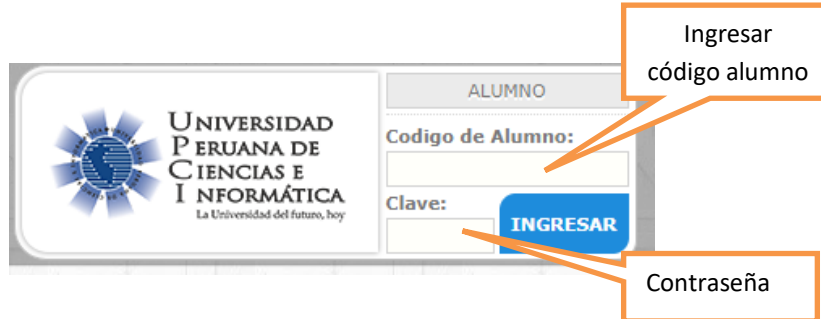 Ingresar
código alumno
ALUMNO
UNIVERSIDAD
PERUANA DE
CIENCIAS E
INFORMÁTICA
La Universidad del futuro, hoy
Codigo de Alumno:
Clave:
INGRESAR
Contraseña